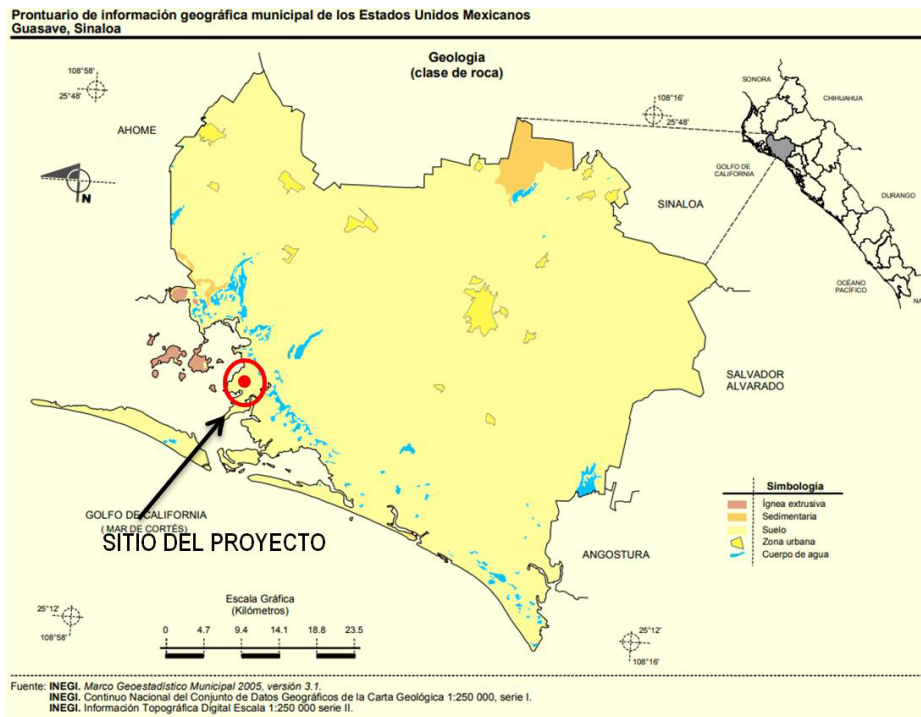 Prontuario de información geográfica municipal de los Estados Unidos Mexicanos
Guasave, Sinaloa
Geologia
(clase de roca)
108°58'
25°48'
108°16'
25°48'
AHOME
N
SONORA
CHIHUAHUA
GOLFO DE
CALIFORNIA
DURANGO
OCÉANO
PACÍFICO
NA
SINALOA
SALVADOR
ALVARADO
GOLFO DE CALIFORNIA
( MAR DE CORTÉS)
SITIO DEL PROYECTO
ANGOSTURA
Simbología
Ígnea extrusiva
Sedimentaria
Suelo
Zona urbana
Cuerpo de agua
Escala Gráfica
(Kilómetros)
0 4.7 9.4 14.1 18.8 23.5
25°12'
108°58'
25°12'
108°16'
Fuente: INEGI. Marco Geoestadístico Municipal 2005, versión 3.1.
INEGI. Continuo Nacional del Conjunto de Datos Geográficos de la Carta Geológica 1:250 000, serie I.
INEGI. Información Topográfica Digital Escala 1:250 000 serie II.